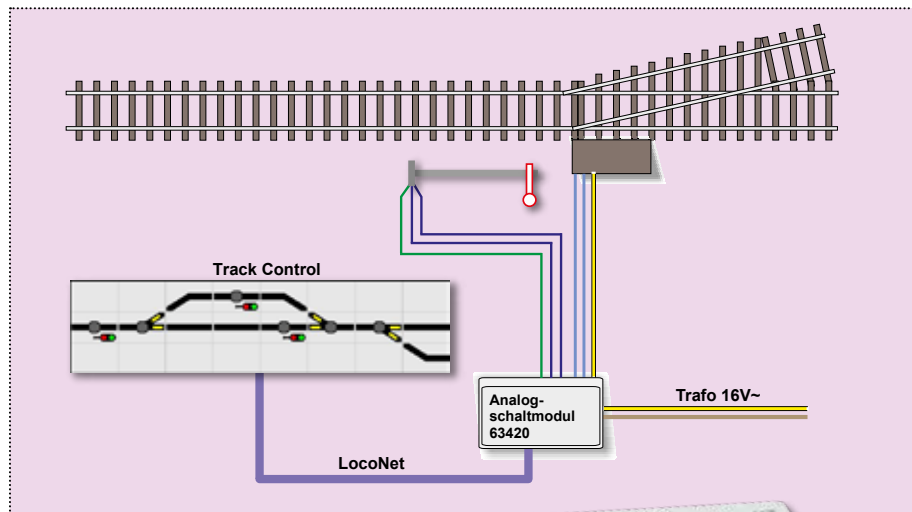 Track Control
Analog-
schaltmodul
63420
Trafo 16V~
LocoNet